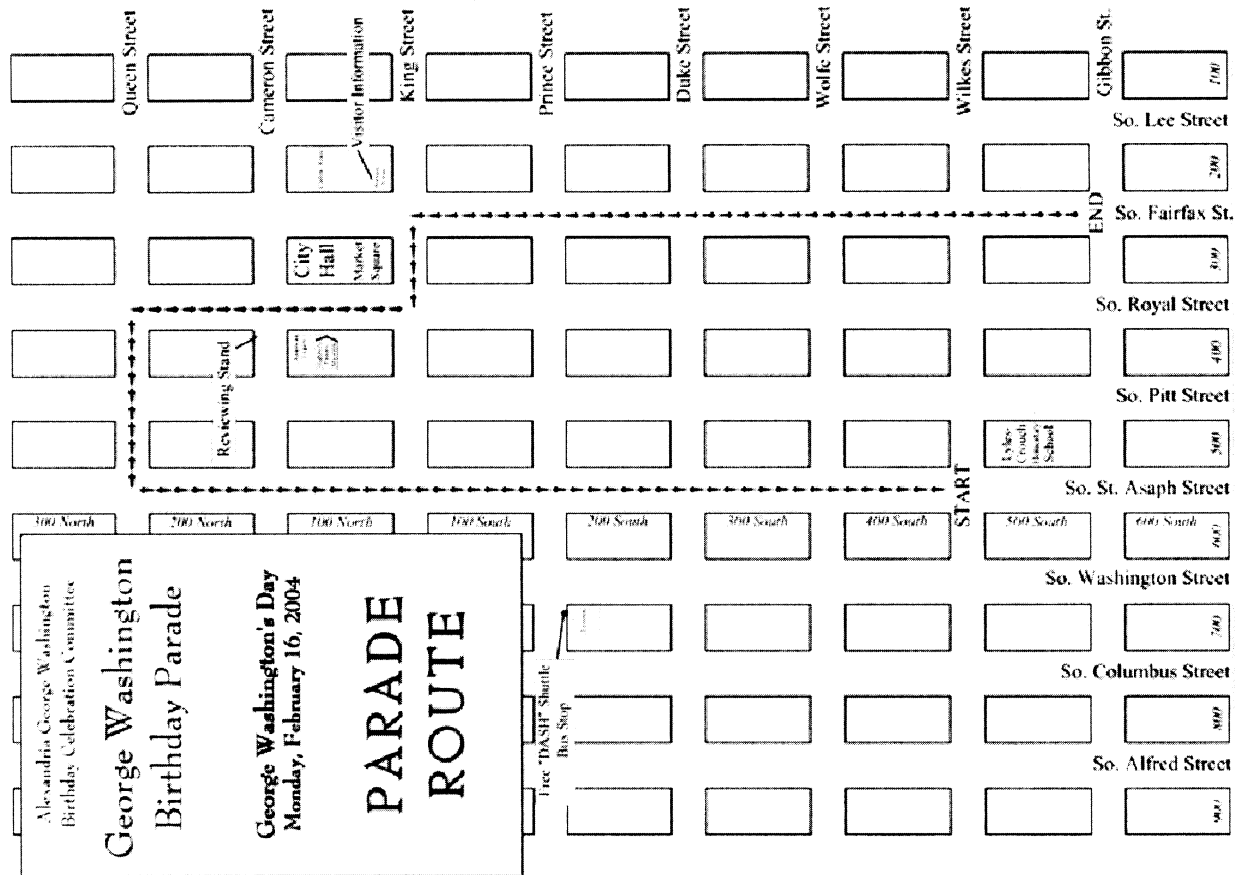 Queen Street
Cameron Street
Visitor Information
King Street
Prince Street
Duke Street
Wolfe Street
Wilkes Street
Gibbon St.
100
So. Lee Street
200
END
So. Fairfax St.
City
Hall
Market
Square
300
So. Royal Street
Reviewing Stand
400
So. Pitt Street
School
500
START
So. St. Asaph Street
300 North
200 North
100 North
100 South
200 South
300 South
400 South
500 South
600 South
600
So. Washington Street
700
So. Columbus Street
800
So. Alfred Street
900
Free "DASH" Shuttle
Bus Stop
Alexandria George Washington
Birthday Celebration Committee
George Washington
Birthday Parade
George Washington's Day
Monday, February 16, 2004
PARADE
ROUTE